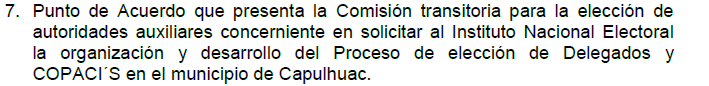 7. Punto de Acuerdo que presenta la Comisión transitoria para la elección de
autoridades auxiliares concerniente en solicitar al Instituto Nacional Electoral
la organización y desarrollo del Proceso de elección de Delegados y
COPACI´S en el municipio de Capulhuac.